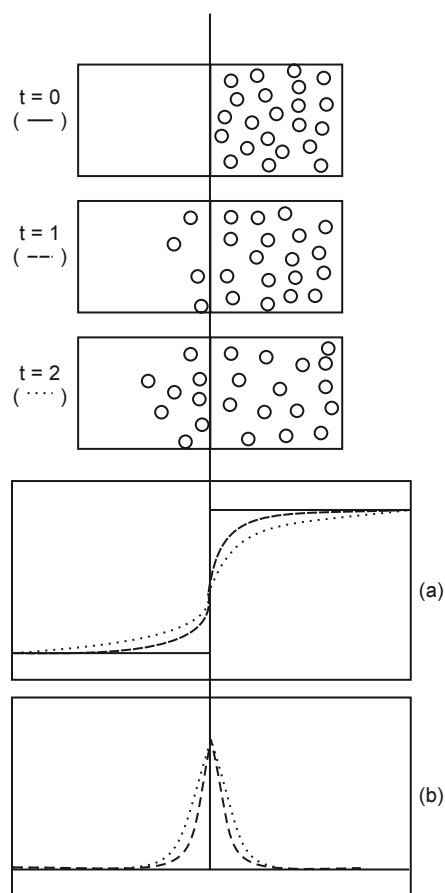 t = 0
( — )
t = 1
( --- )
t = 2
( ····· )
(a)
(b)